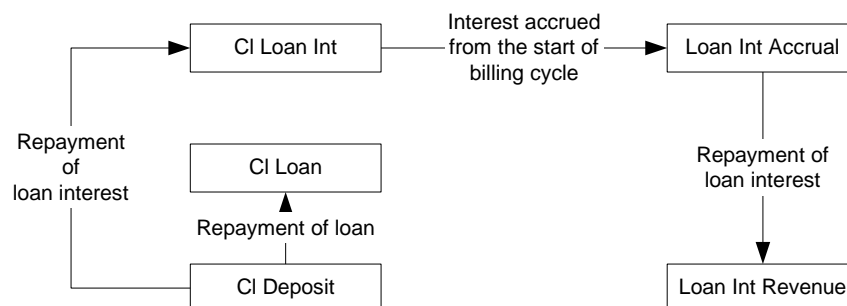 Cl Loan Int
Interest accrued
from the start of
billing cycle
Loan Int Accrual
Repayment
of
loan interest
Cl Loan
Repayment of
loan interest
Repayment of loan
Cl Deposit
Loan Int Revenue